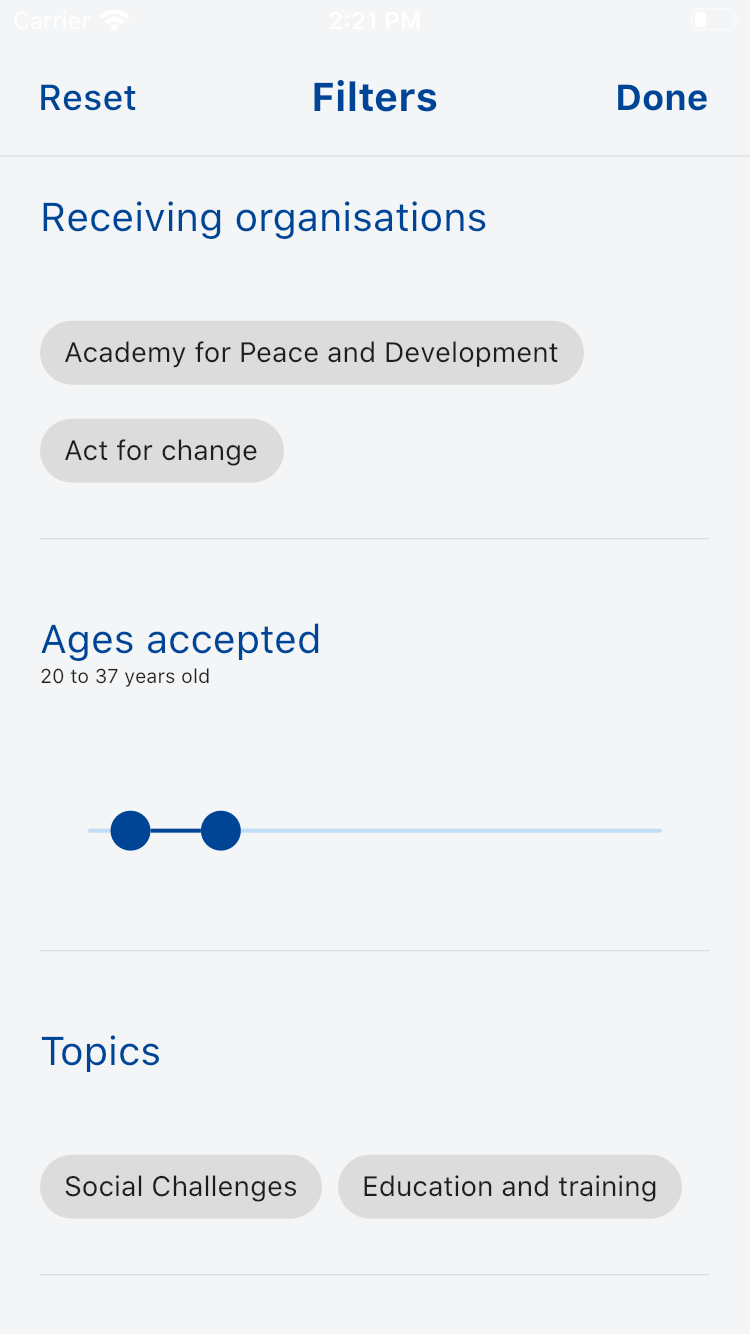 Carrier 2:21 PM
Reset Filters Done
Receiving organisations
Academy for Peace and Development
Act for change
Ages accepted
20 to 37 years old
Topics
Social Challenges Education and training